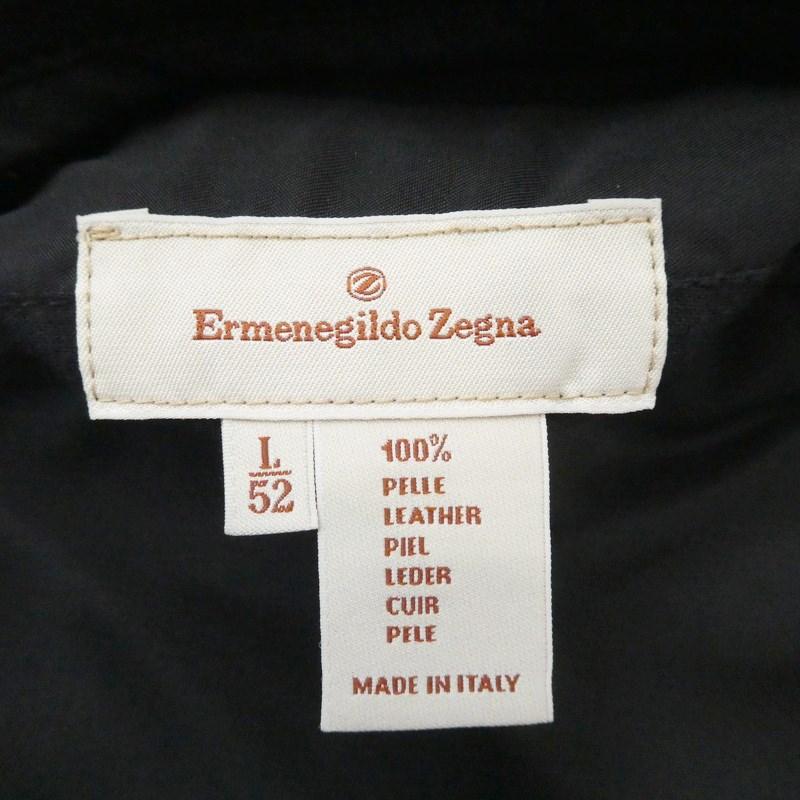 Z
Ermenegildo Zegna
L
52
100%
PELLE
LEATHER
PIEL
LEDER
CUIR
PELE
MADE IN ITALY